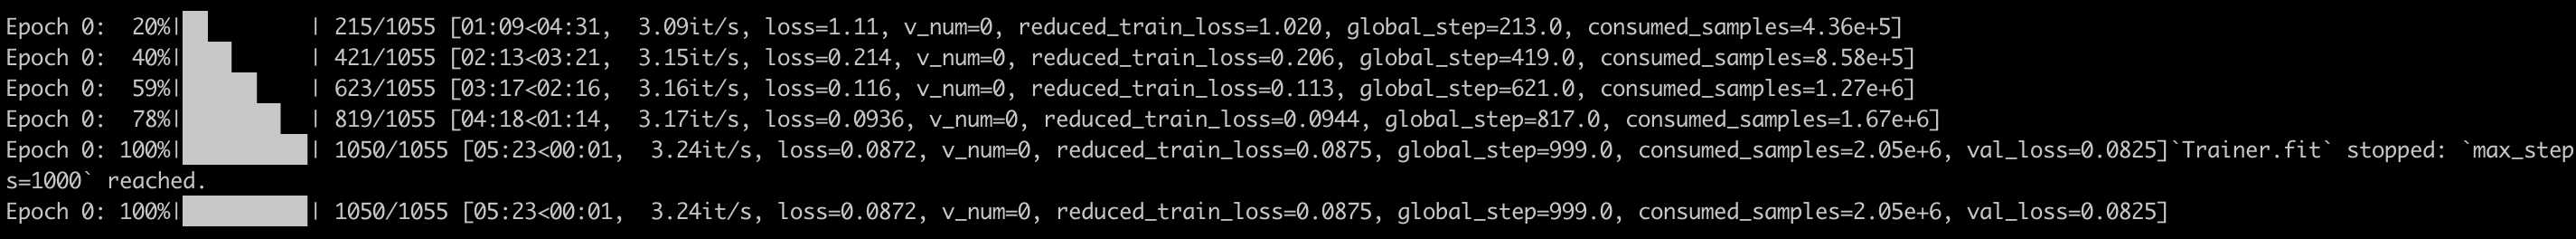 Epoch 0:  20%|██        | 215/1055 [01:09<04:31,  3.09it/s, loss=1.11, v_num=0, reduced_train_loss=1.020, global_step=213.0, consumed_samples=4.36e+5]
Epoch 0:  40%|███       | 421/1055 [02:13<03:21,  3.15it/s, loss=0.214, v_num=0, reduced_train_loss=0.206, global_step=419.0, consumed_samples=8.58e+5]
Epoch 0:  59%|█████     | 623/1055 [03:17<02:16,  3.16it/s, loss=0.116, v_num=0, reduced_train_loss=0.113, global_step=621.0, consumed_samples=1.27e+6]
Epoch 0:  78%|███████   | 819/1055 [04:18<01:14,  3.17it/s, loss=0.0936, v_num=0, reduced_train_loss=0.0944, global_step=817.0, consumed_samples=1.67e+6]
Epoch 0: 100%|██████████| 1050/1055 [05:23<00:01,  3.24it/s, loss=0.0872, v_num=0, reduced_train_loss=0.0875, global_step=999.0, consumed_samples=2.05e+6, val_loss=0.0825]`Trainer.fit` stopped: `max_step
s=1000` reached.
Epoch 0: 100%|██████████| 1050/1055 [05:23<00:01,  3.24it/s, loss=0.0872, v_num=0, reduced_train_loss=0.0875, global_step=999.0, consumed_samples=2.05e+6, val_loss=0.0825]